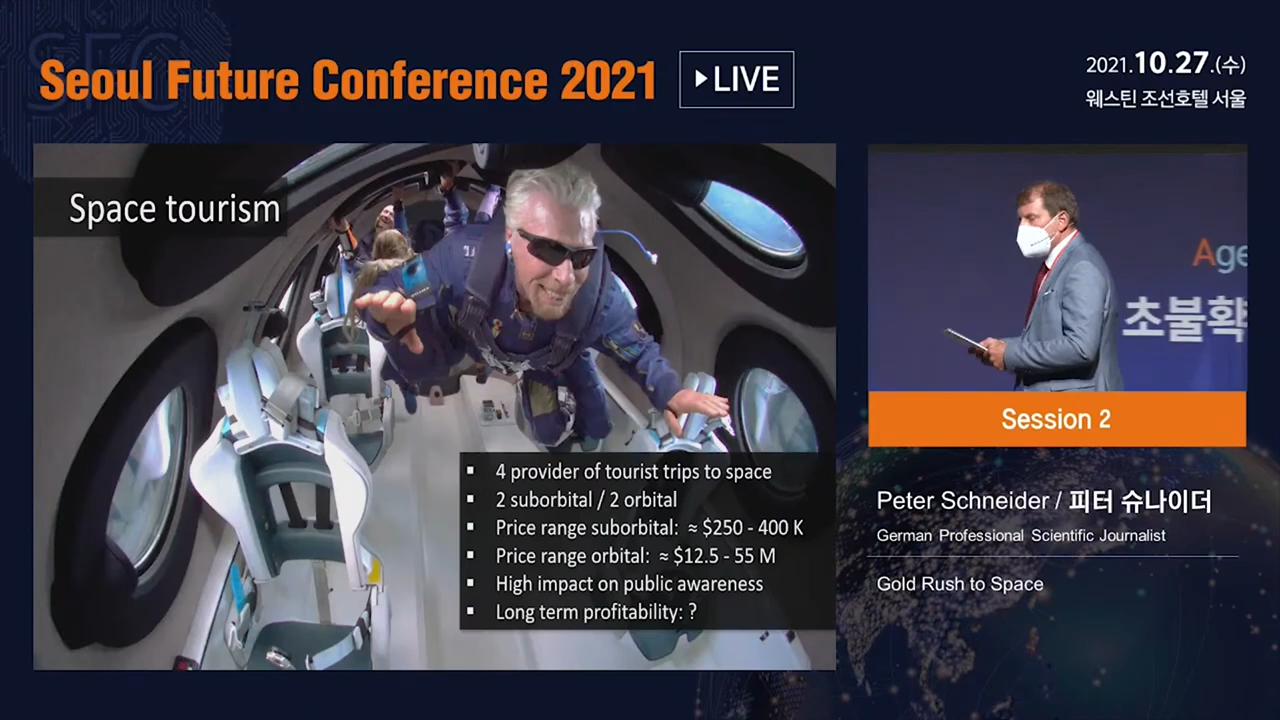 Seoul Future Conference 2021
LIVE
2021.10.27.(수)
웨스틴 조선호텔 서울
Space tourism
▪ 4 provider of tourist trips to space
▪ 2 suborbital / 2 orbital
▪ Price range suborbital: ≈ $250 - 400 K
▪ Price range orbital: ≈ $12.5 - 55 M
▪ High impact on public awareness
▪ Long term profitability: ?
Age
초불확
Session 2
Peter Schneider / 피터 슈나이더
German Professional Scientific Journalist
Gold Rush to Space
SFC